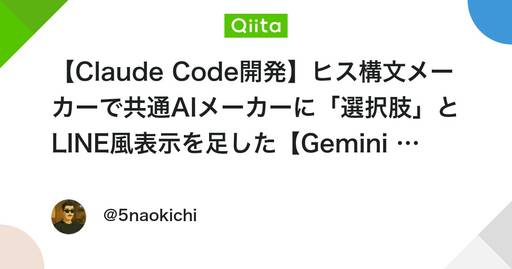 Qiita
【Claude Code開発】ヒス構文メー
カーで共通AIメーカーに「選択肢」と
LINE風表示を足した【Gemini …
@5naokichi